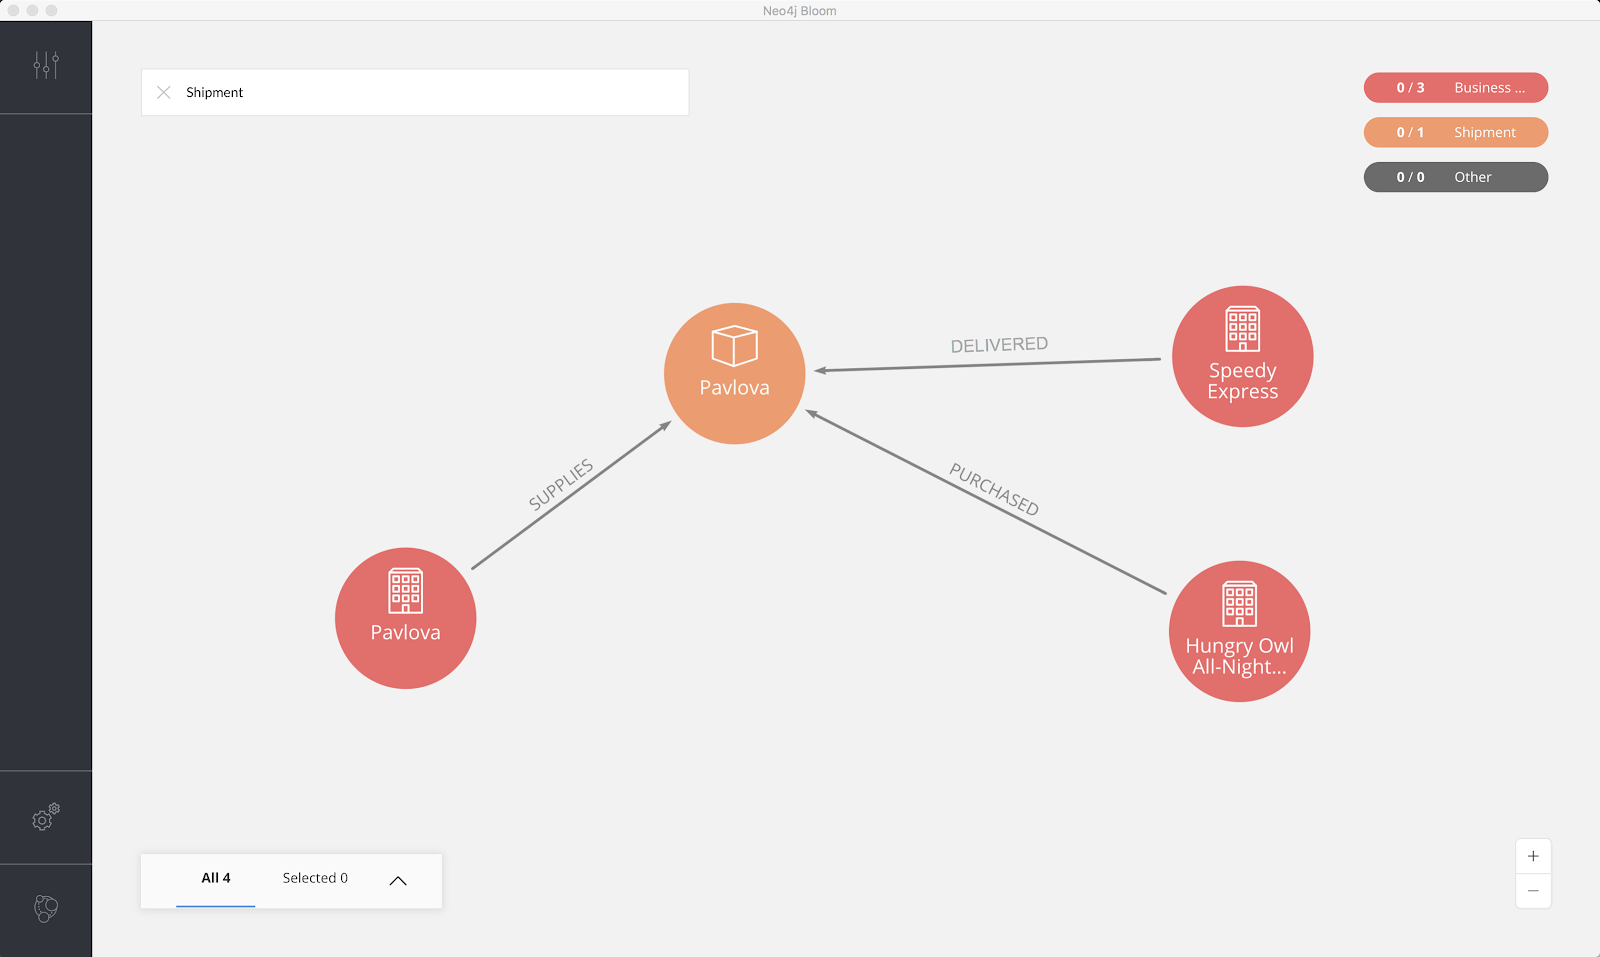 Neo4j Bloom
Shipment
0 / 3 Business ...
0 / 1 Shipment
0 / 0 Other
DELIVERED
Speedy
Express
Pavlova
SUPPLIES
PURCHASED
Pavlova
Hungry Owl
All-Night...
All 4
Selected 0
+
−